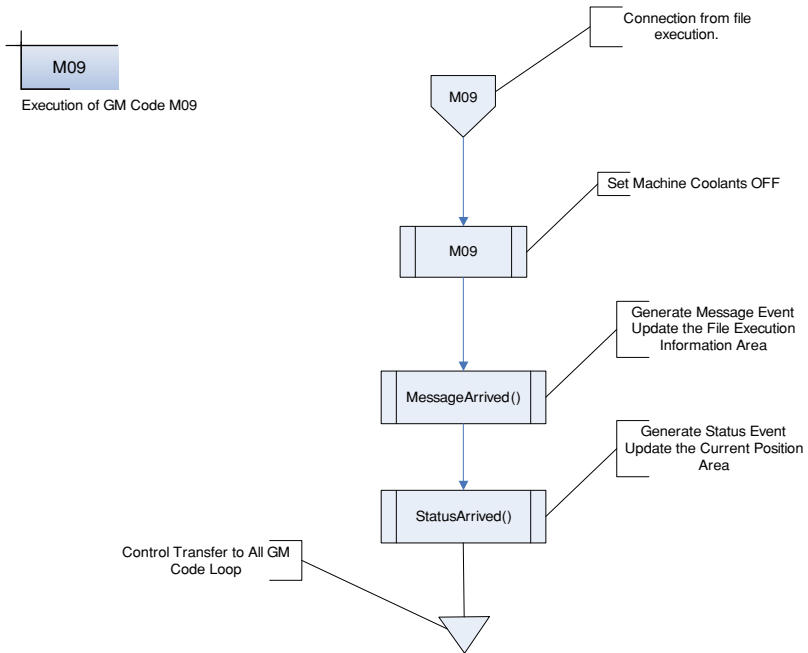 M09
Execution of GM Code M09
Connection from file
execution.
M09
Set Machine Coolants OFF
M09
Generate Message Event
Update the File Execution
Information Area
MessageArrived()
Generate Status Event
Update the Current Position
Area
StatusArrived()
Control Transfer to All GM
Code Loop